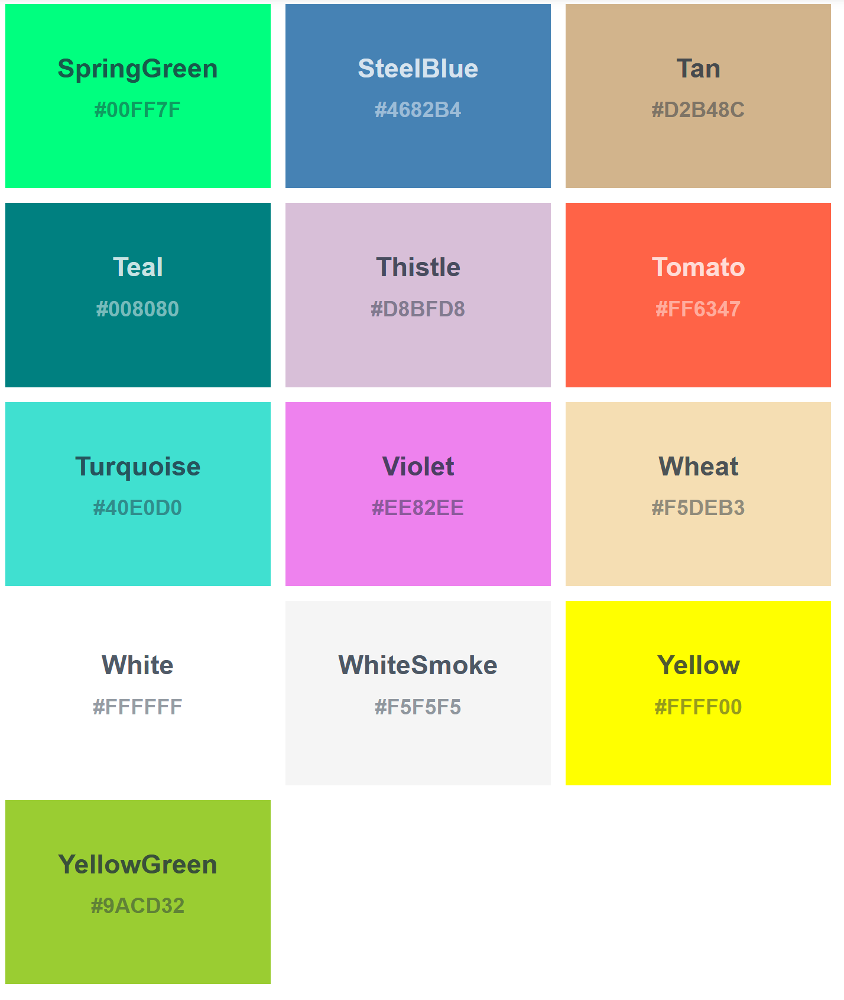 SpringGreen
#00FF7F
SteelBlue
#4682B4
Tan
#D2B48C
Teal
#008080
Thistle
#D8BFD8
Tomato
#FF6347
Turquoise
#40E0D0
Violet
#EE82EE
Wheat
#F5DEB3
White
#FFFFFF
WhiteSmoke
#F5F5F5
Yellow
#FFFF00
YellowGreen
#9ACD32